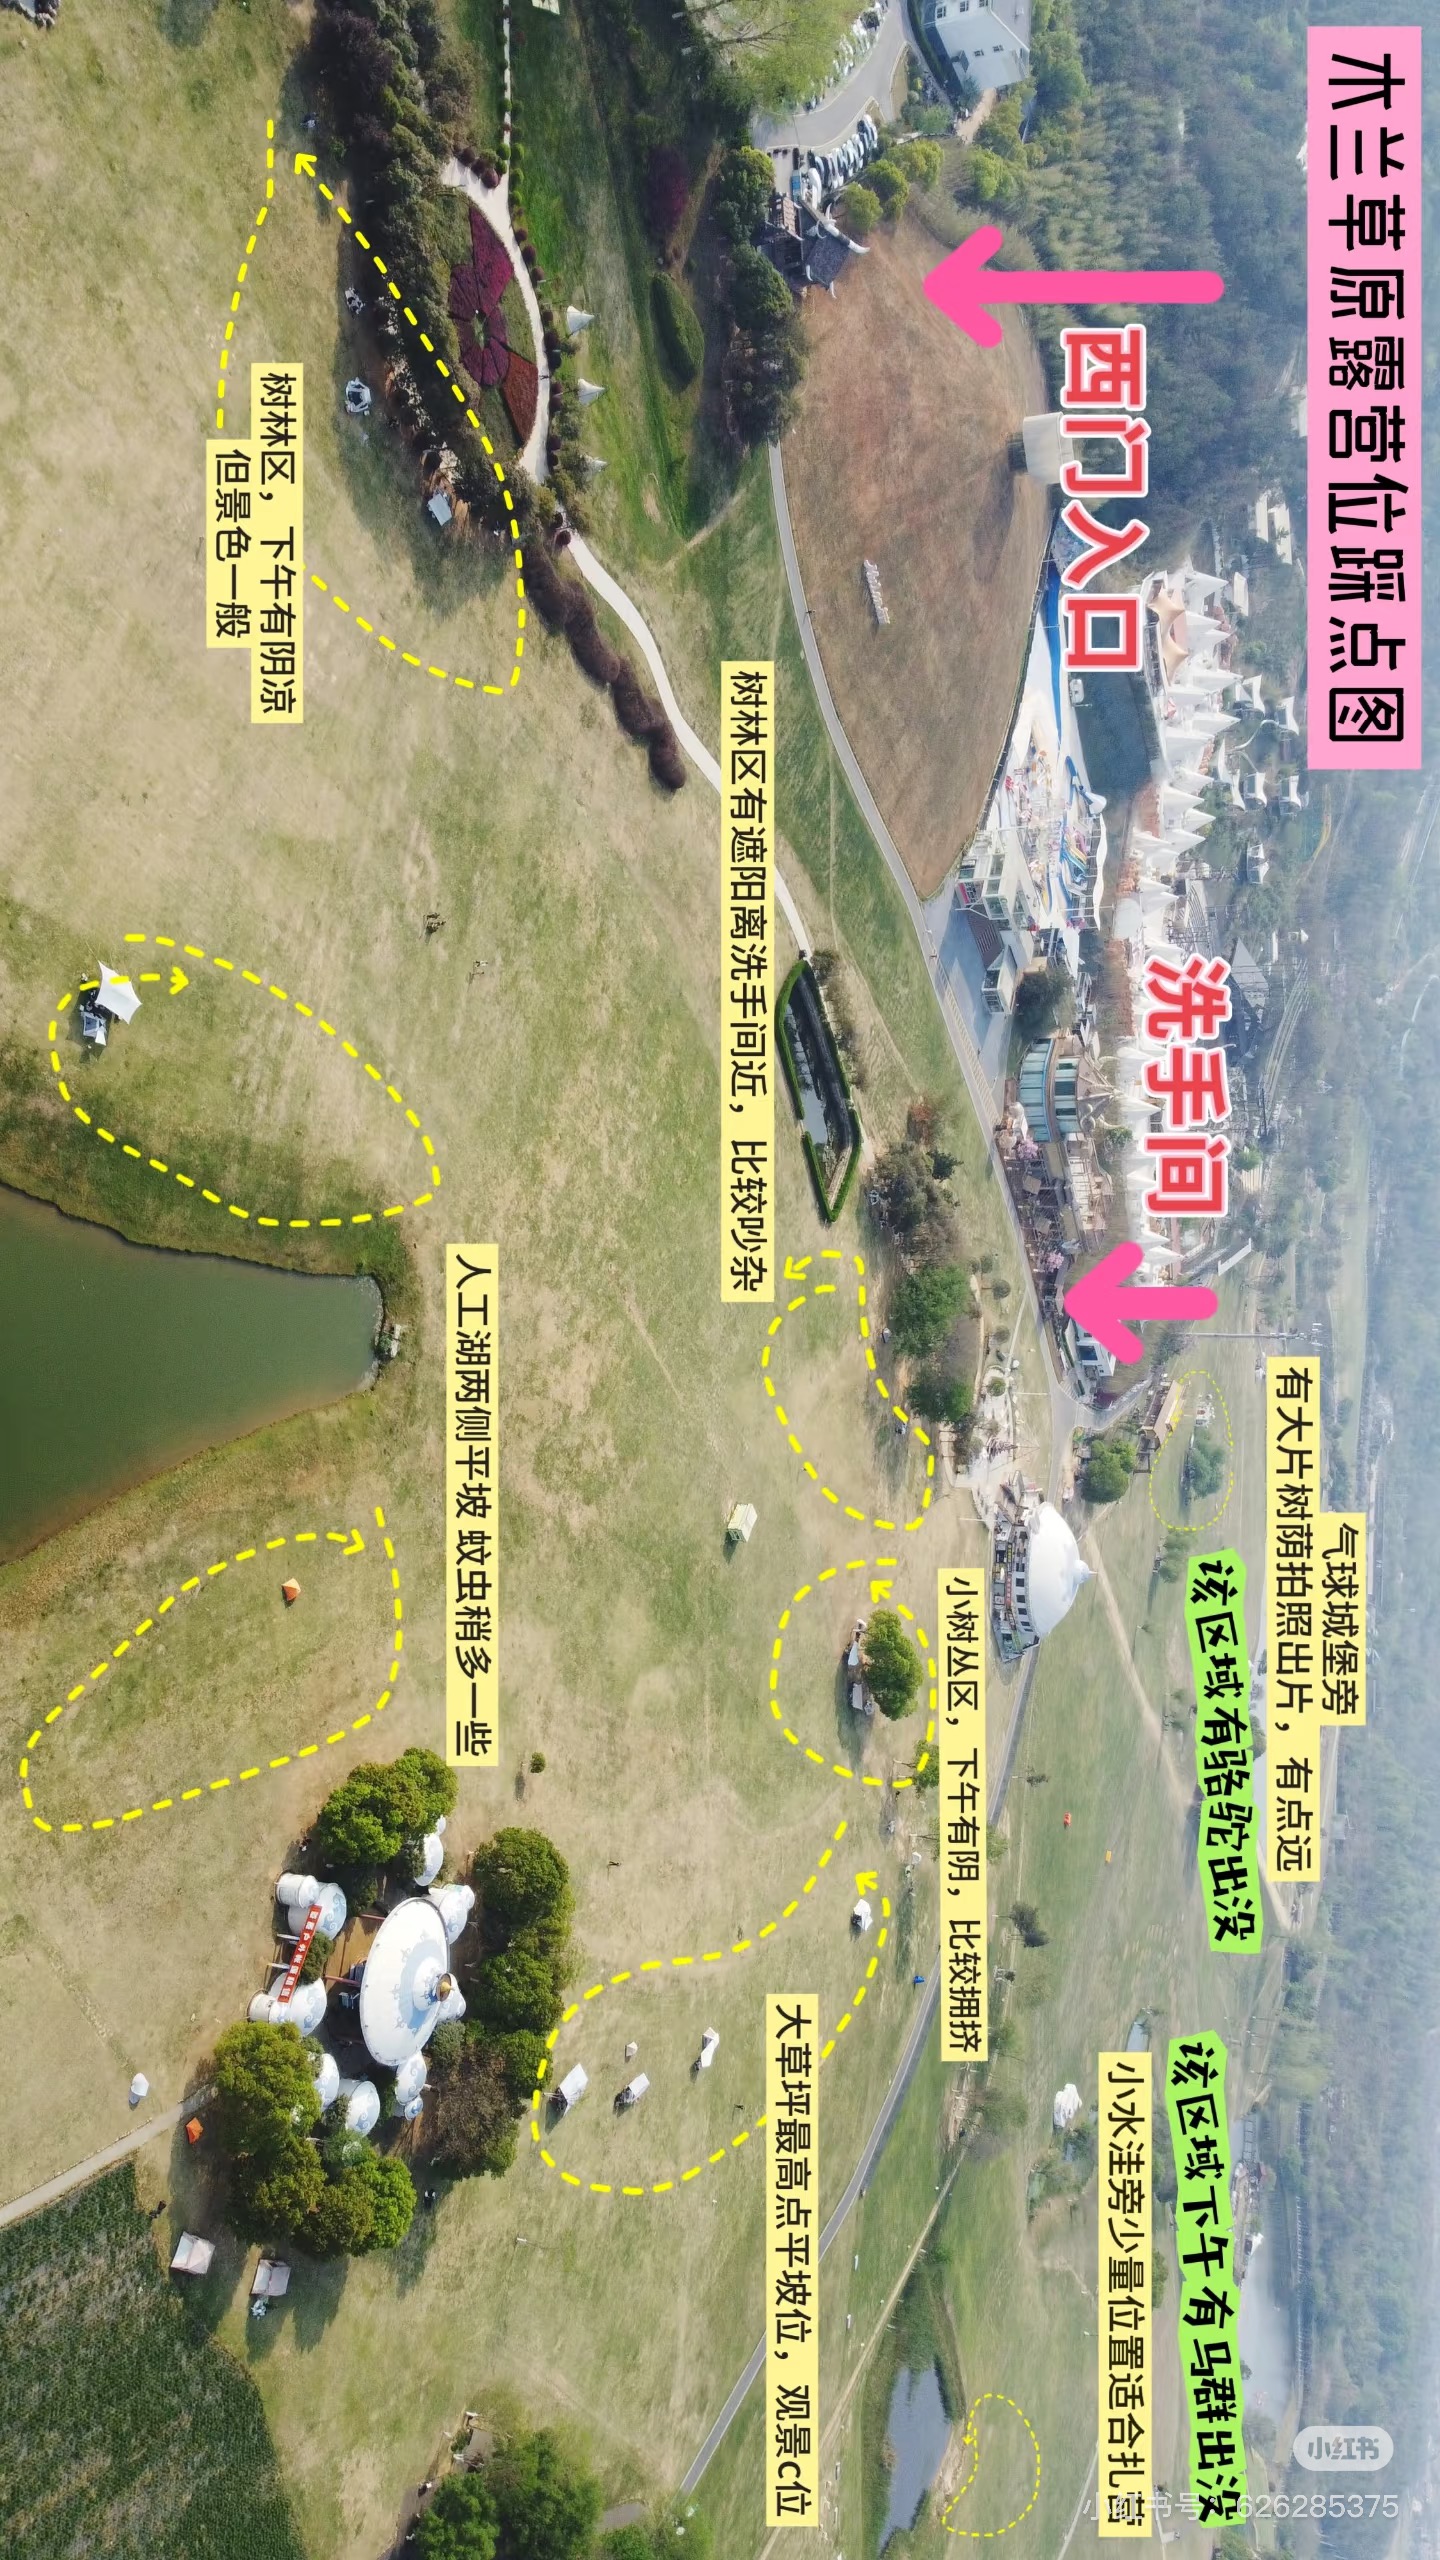 木兰草原露营位踩点图
西门入口
洗手间
气球城堡旁
有大片树荫拍照出片，有点远
该区域有骆驼出没
该区域下午有马群出没
小水洼旁少量位置适合扎营
小树丛区，下午有阴，比较拥挤
树林区有遮阳离洗手间近，比较吵杂
大草坪最高点平坡位，观景c位
人工湖两侧平坡 蚊虫稍多一些
树林区，下午有阴凉
但景色一般
小红书
小红书号：626285375